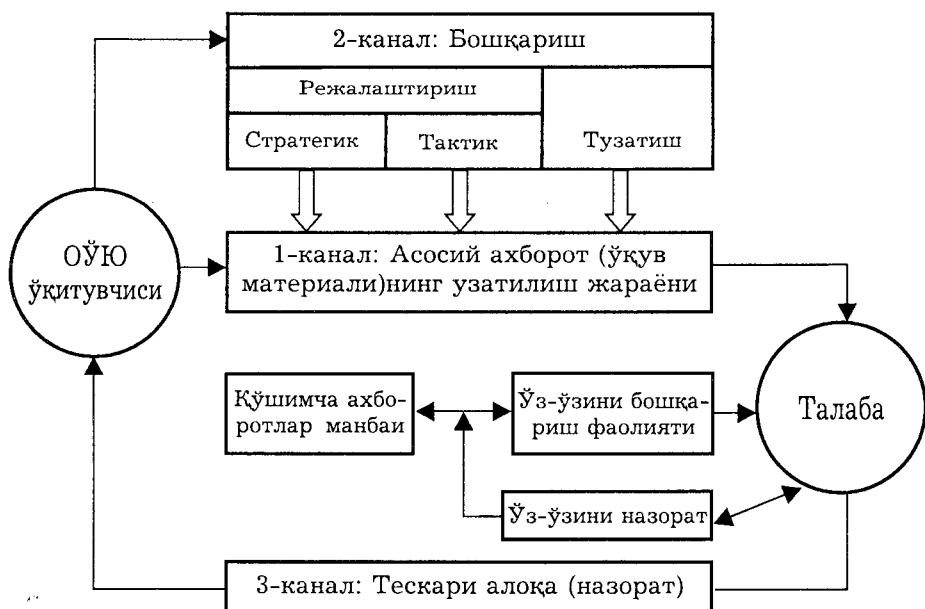 2-канал: Бошқариш
Режалаштириш
Стратегик
Тактик
Тузатиш
ОЎЮ
ўқитувчиси
1-канал: Асосий ахборот (ўқув
материали)нинг узатилиш жараёни
Қўшимча ахбо-
ротлар манбаи
Ўз-ўзини бошқа-
риш фаолияти
Талаба
Ўз-ўзини назорат
3-канал: Тескари алоқа (назорат)